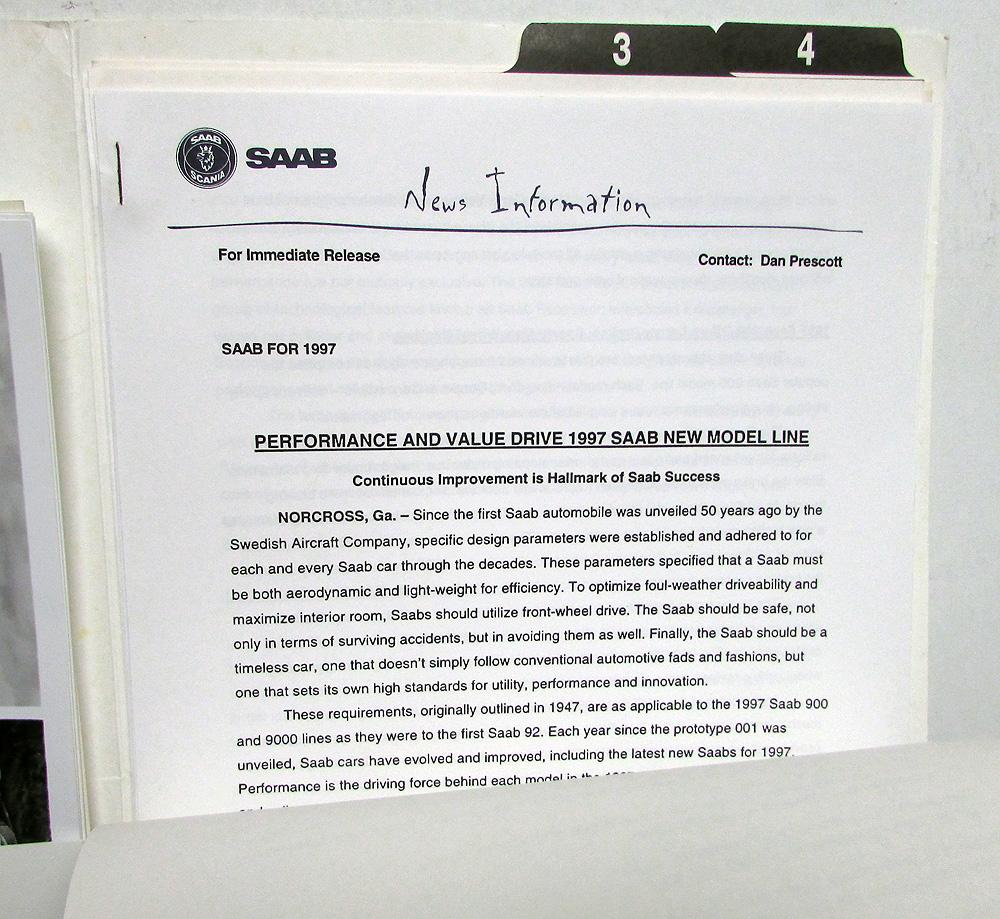 3 4
SAAB
SCANIA
SAAB
News Information
For Immediate Release Contact: Dan Prescott
SAAB FOR 1997
PERFORMANCE AND VALUE DRIVE 1997 SAAB NEW MODEL LINE
Continuous Improvement is Hallmark of Saab Success
NORCROSS, Ga. – Since the first Saab automobile was unveiled 50 years ago by the
Swedish Aircraft Company, specific design parameters were established and adhered to for
each and every Saab car through the decades. These parameters specified that a Saab must
be both aerodynamic and light-weight for efficiency. To optimize foul-weather driveability and
maximize interior room, Saabs should utilize front-wheel drive. The Saab should be safe, not
only in terms of surviving accidents, but in avoiding them as well. Finally, the Saab should be a
timeless car, one that doesn't simply follow conventional automotive fads and fashions, but
one that sets its own high standards for utility, performance and innovation.
These requirements, originally outlined in 1947, are as applicable to the 1997 Saab 900
and 9000 lines as they were to the first Saab 92. Each year since the prototype 001 was
unveiled, Saab cars have evolved and improved, including the latest new Saabs for 1997.
Performance is the driving force behind each model in the